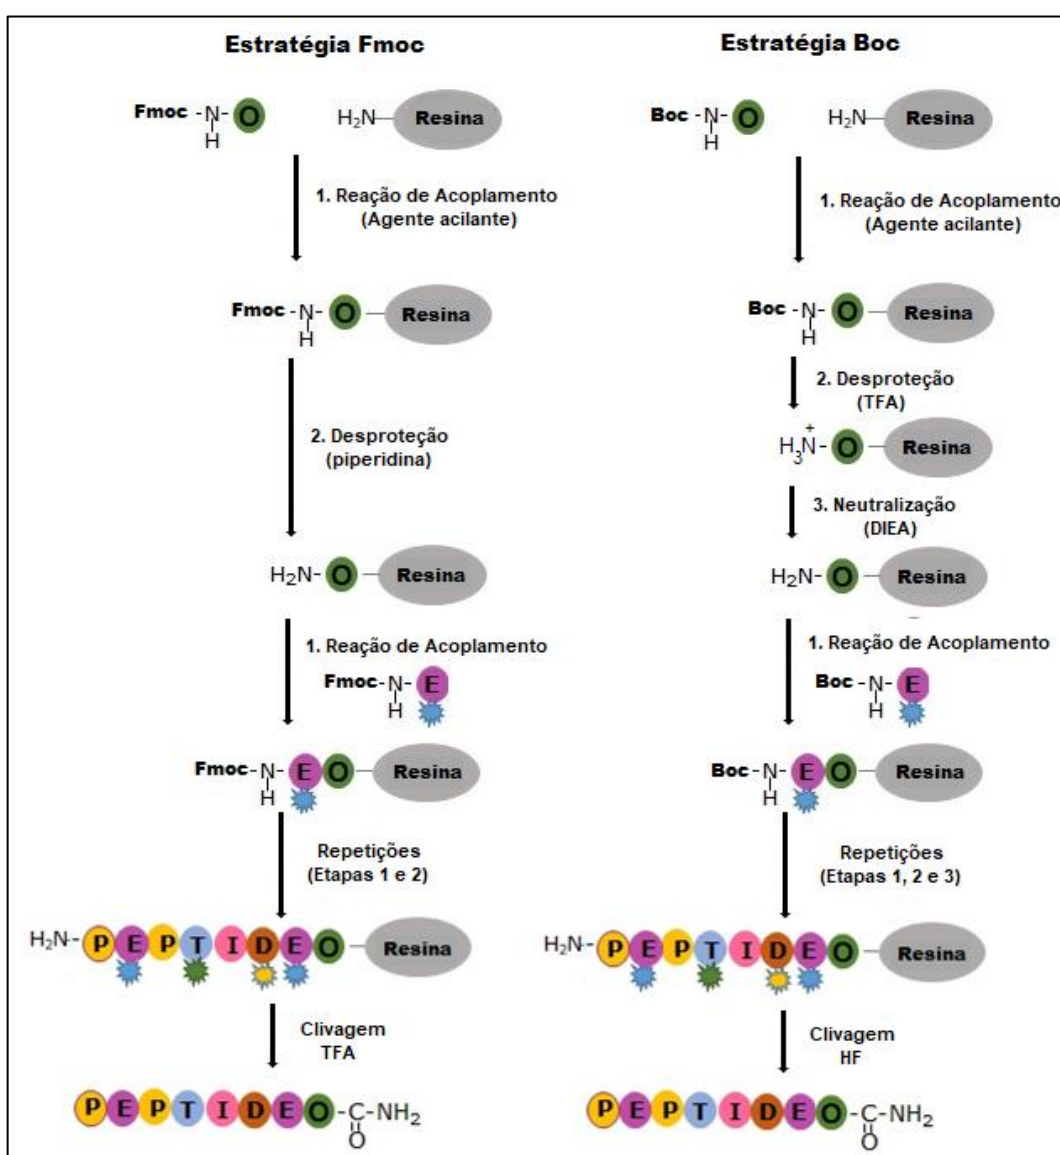 Estratégia Fmoc
Fmoc -N- O
H
H2N- Resina
1. Reação de Acoplamento
(Agente acilante)
Fmoc -N- O Resina
H
2. Desproteção
(piperidina)
H2N- O Resina
1. Reação de Acoplamento
Fmoc-N- E
H
Fmoc-N- E O Resina
H
Repetições
(Etapas 1 e 2)
H2N- P E P T I D E O Resina
Clivagem
TFA
P E P T I D E O -C-NH2
O
Estratégia Boc
Boc -N- O
H
H2N- Resina
1. Reação de Acoplamento
(Agente acilante)
Boc -N- O Resina
H
2. Desproteção
(TFA)
+
H3N- O Resina
3. Neutralização
(DIEA)
H2N- O Resina
1. Reação de Acoplamento
Boc -N- E
H
Boc-N- E O Resina
H
Repetições
(Etapas 1, 2 e 3)
H2N- P E P T I D E O Resina
Clivagem
HF
P E P T I D E O -C-NH2
O